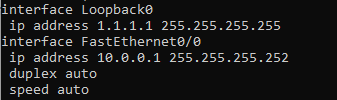 interface Loopback0
 ip address 1.1.1.1 255.255.255.255
interface FastEthernet0/0
 ip address 10.0.0.1 255.255.255.252
 duplex auto
 speed auto